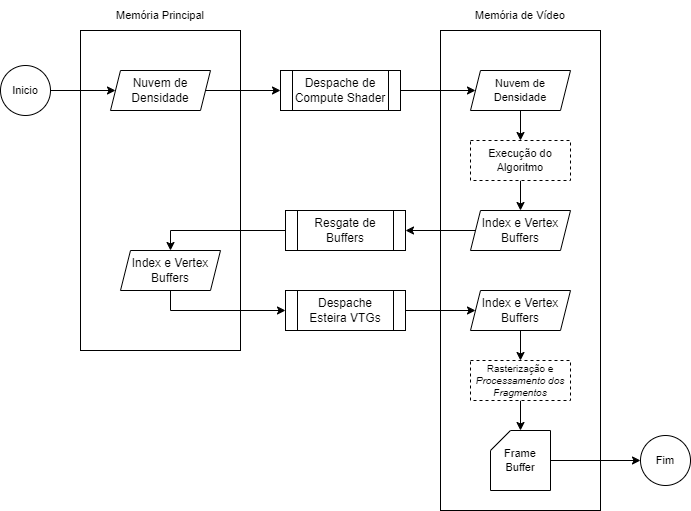 Memória Principal
Memória de Vídeo
Inicio
Nuvem de
Densidade
Despache de
Compute Shader
Nuvem de
Densidade
Execução do
Algoritmo
Index e Vertex
Buffers
Resgate de
Buffers
Index e Vertex
Buffers
Despache
Esteira VTGs
Index e Vertex
Buffers
Rasterização e
Processamento dos
Fragmentos
Frame
Buffer
Fim